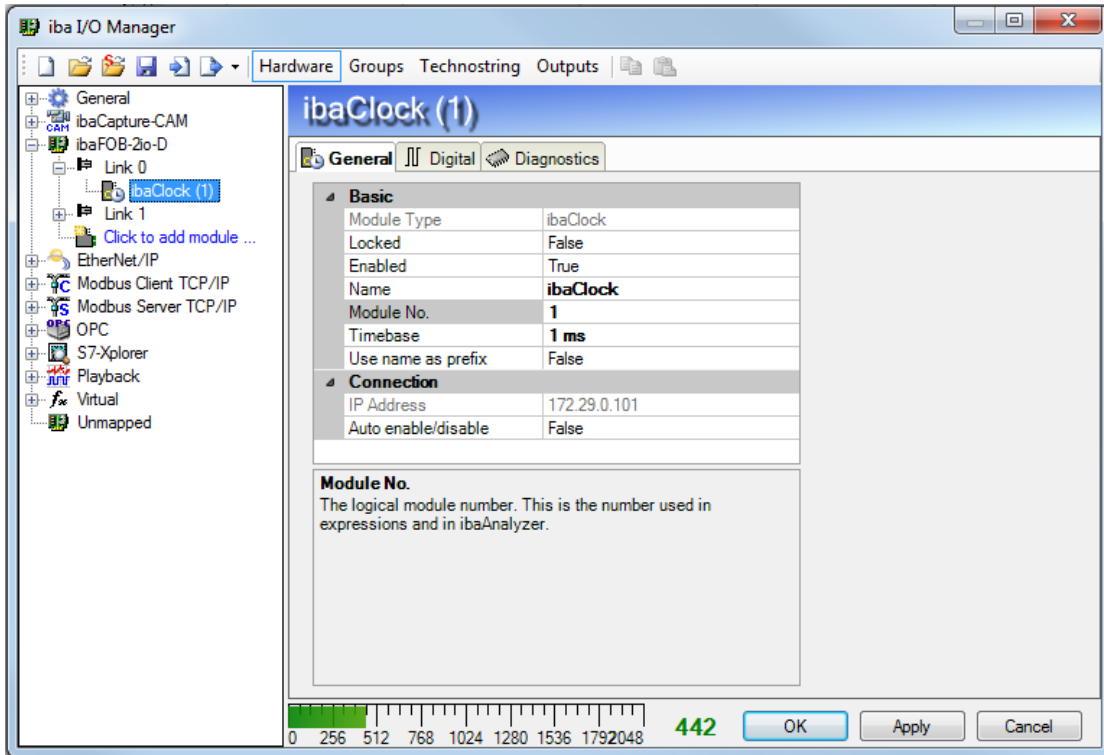 iba I/O Manager
Hardware Groups Technostring Outputs
General
ibaCapture-CAM
ibaFOB-2io-D
Link 0
ibaClock (1)
Link 1
Click to add module ...
EtherNet/IP
Modbus Client TCP/IP
Modbus Server TCP/IP
OPC
S7-Xplorer
Playback
Virtual
Unmapped
ibaClock (1)
General Digital Diagnostics
Basic
Module Type ibaClock
Locked False
Enabled True
Name ibaClock
Module No. 1
Timebase 1 ms
Use name as prefix False
Connection
IP Address 172.29.0.101
Auto enable/disable False
Module No.
The logical module number. This is the number used in
expressions and in ibaAnalyzer.
0 256 512 768 1024 1280 1536 1792 2048
442
OK Apply Cancel